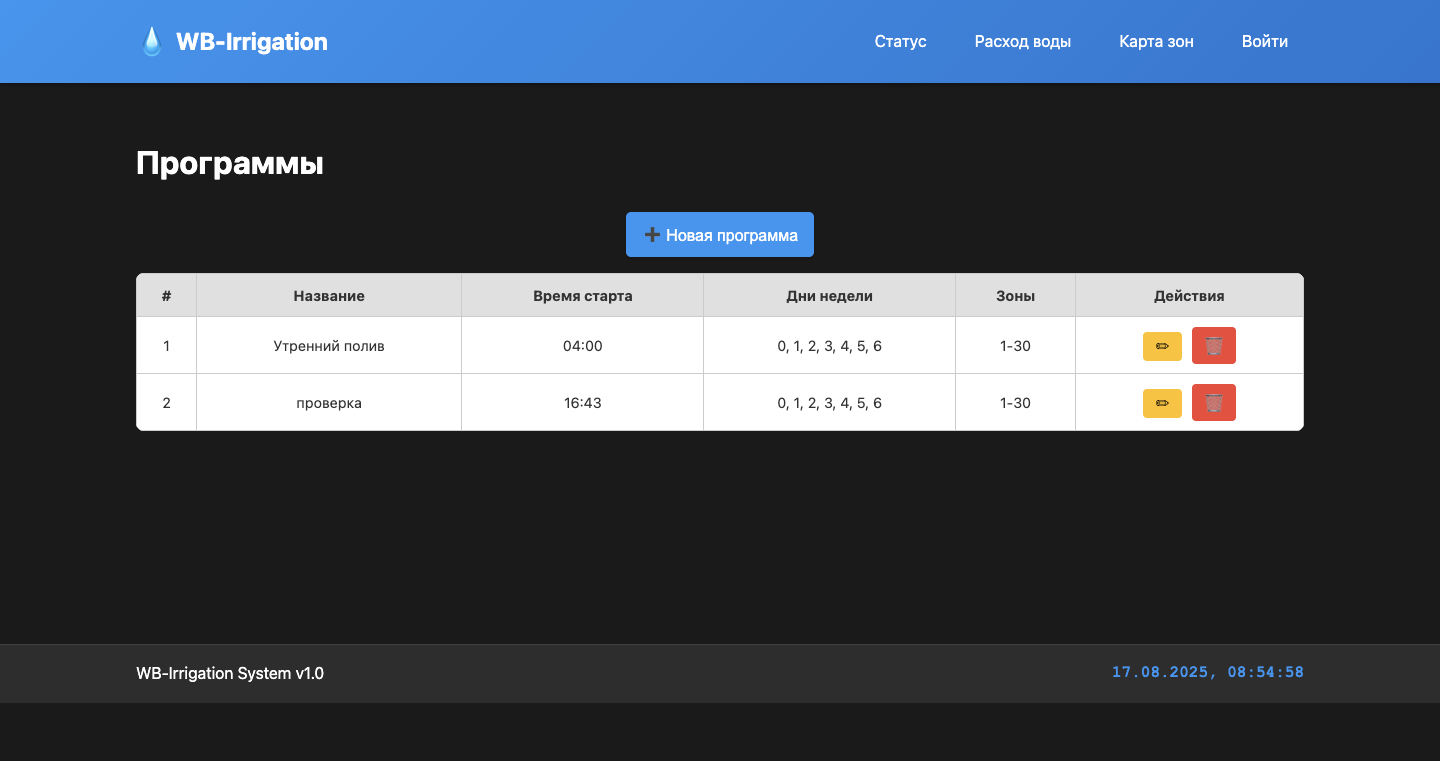 WB-Irrigation
Статус Расход воды Карта зон Войти
Программы
Новая программа
# Название Время старта Дни недели Зоны Действия
1 Утренний полив 04:00 0, 1, 2, 3, 4, 5, 6 1-30
2 проверка 16:43 0, 1, 2, 3, 4, 5, 6 1-30
WB-Irrigation System v1.0 17.08.2025, 08:54:58